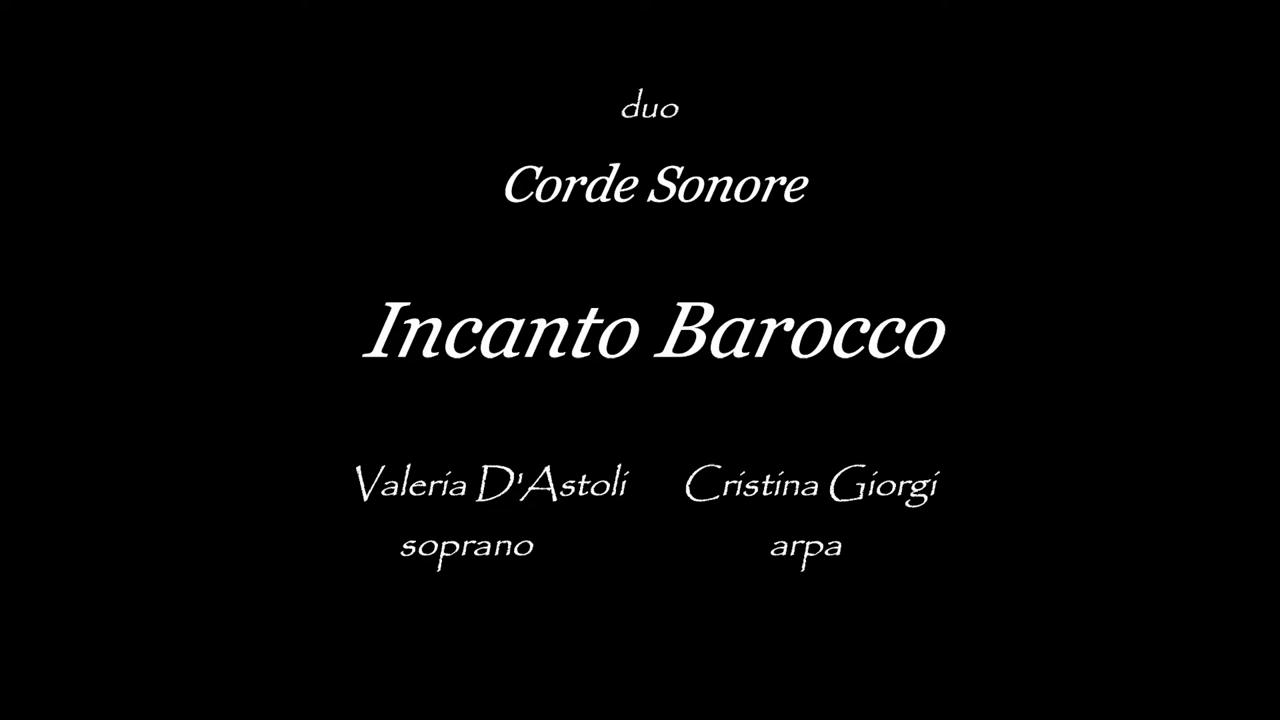 duo
Corde Sonore
Incanto Barocco
Valeria D'Astoli Cristina Giorgi
soprano arpa